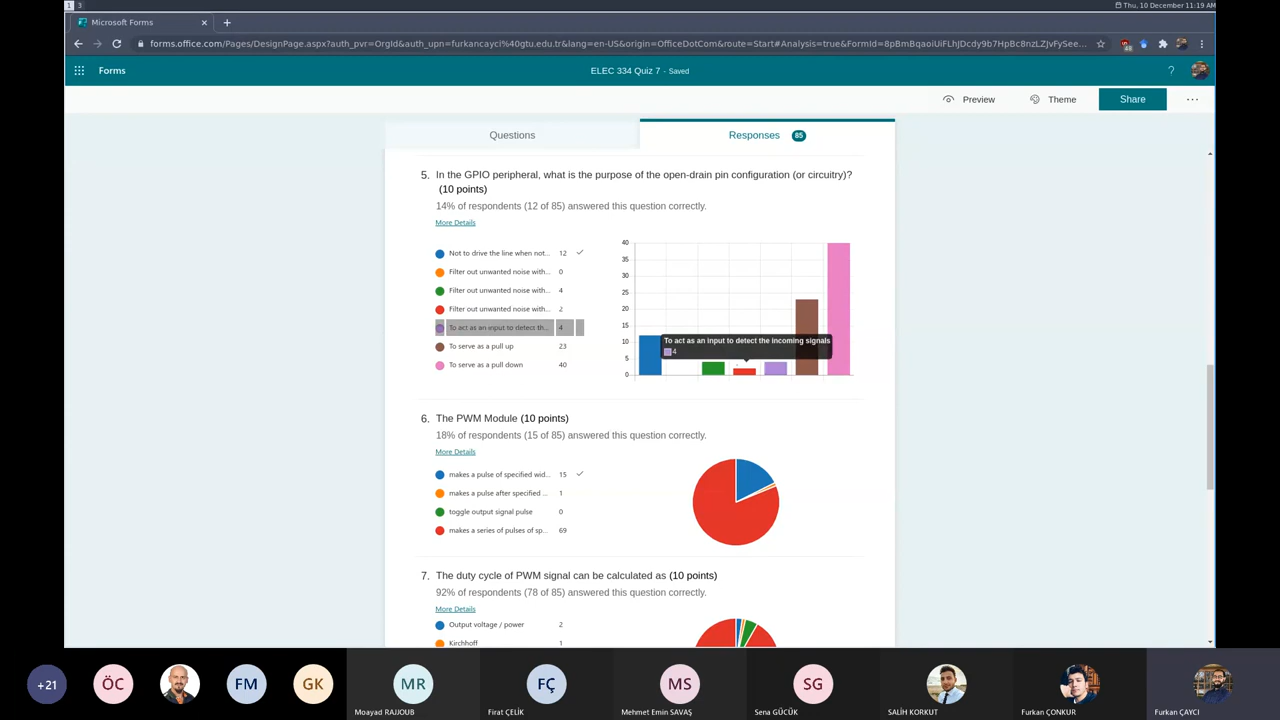 1 3
Thu, 10 December 11:19 AM
Microsoft Forms
forms.office.com/Pages/DesignPage.aspx?auth_pvr=OrgId&auth_upn=furkancayci%40gtu.edu.tr&lang=en-US&origin=OfficeDotCom&route=Start#Analysis=true&FormId=8pBmBqaoiUiFLhJDcdy9b7HpBc8nzLZJvFySee...
Forms
ELEC 334 Quiz 7 - Saved
?
Preview
Theme
Share
Questions
Responses 85
5. In the GPIO peripheral, what is the purpose of the open-drain pin configuration (or circuitry)?
(10 points)
14% of respondents (12 of 85) answered this question correctly.
More Details
Not to drive the line when not... 12
Filter out unwanted noise with... 0
Filter out unwanted noise with... 4
Filter out unwanted noise with... 2
To act as an input to detect th... 4
To serve as a pull up 23
To serve as a pull down 40
40
35
30
25
20
15
10
5
0
To act as an input to detect the incoming signals
4
6. The PWM Module (10 points)
18% of respondents (15 of 85) answered this question correctly.
More Details
makes a pulse of specified wid... 15
makes a pulse after specified ... 1
toggle output signal pulse 0
makes a series of pulses of sp... 69
7. The duty cycle of PWM signal can be calculated as (10 points)
92% of respondents (78 of 85) answered this question correctly.
More Details
Output voltage / power 2
Kirchhoff 1
+21
ÖC
FM
GK
MR
FÇ
MS
SG
Moayad RAJJOUB
Firat ÇELİK
Mehmet Emin SAVAŞ
Sena GÜCÜK
SALİH KORKUT
Furkan ÇONKUR
Furkan ÇAYCI